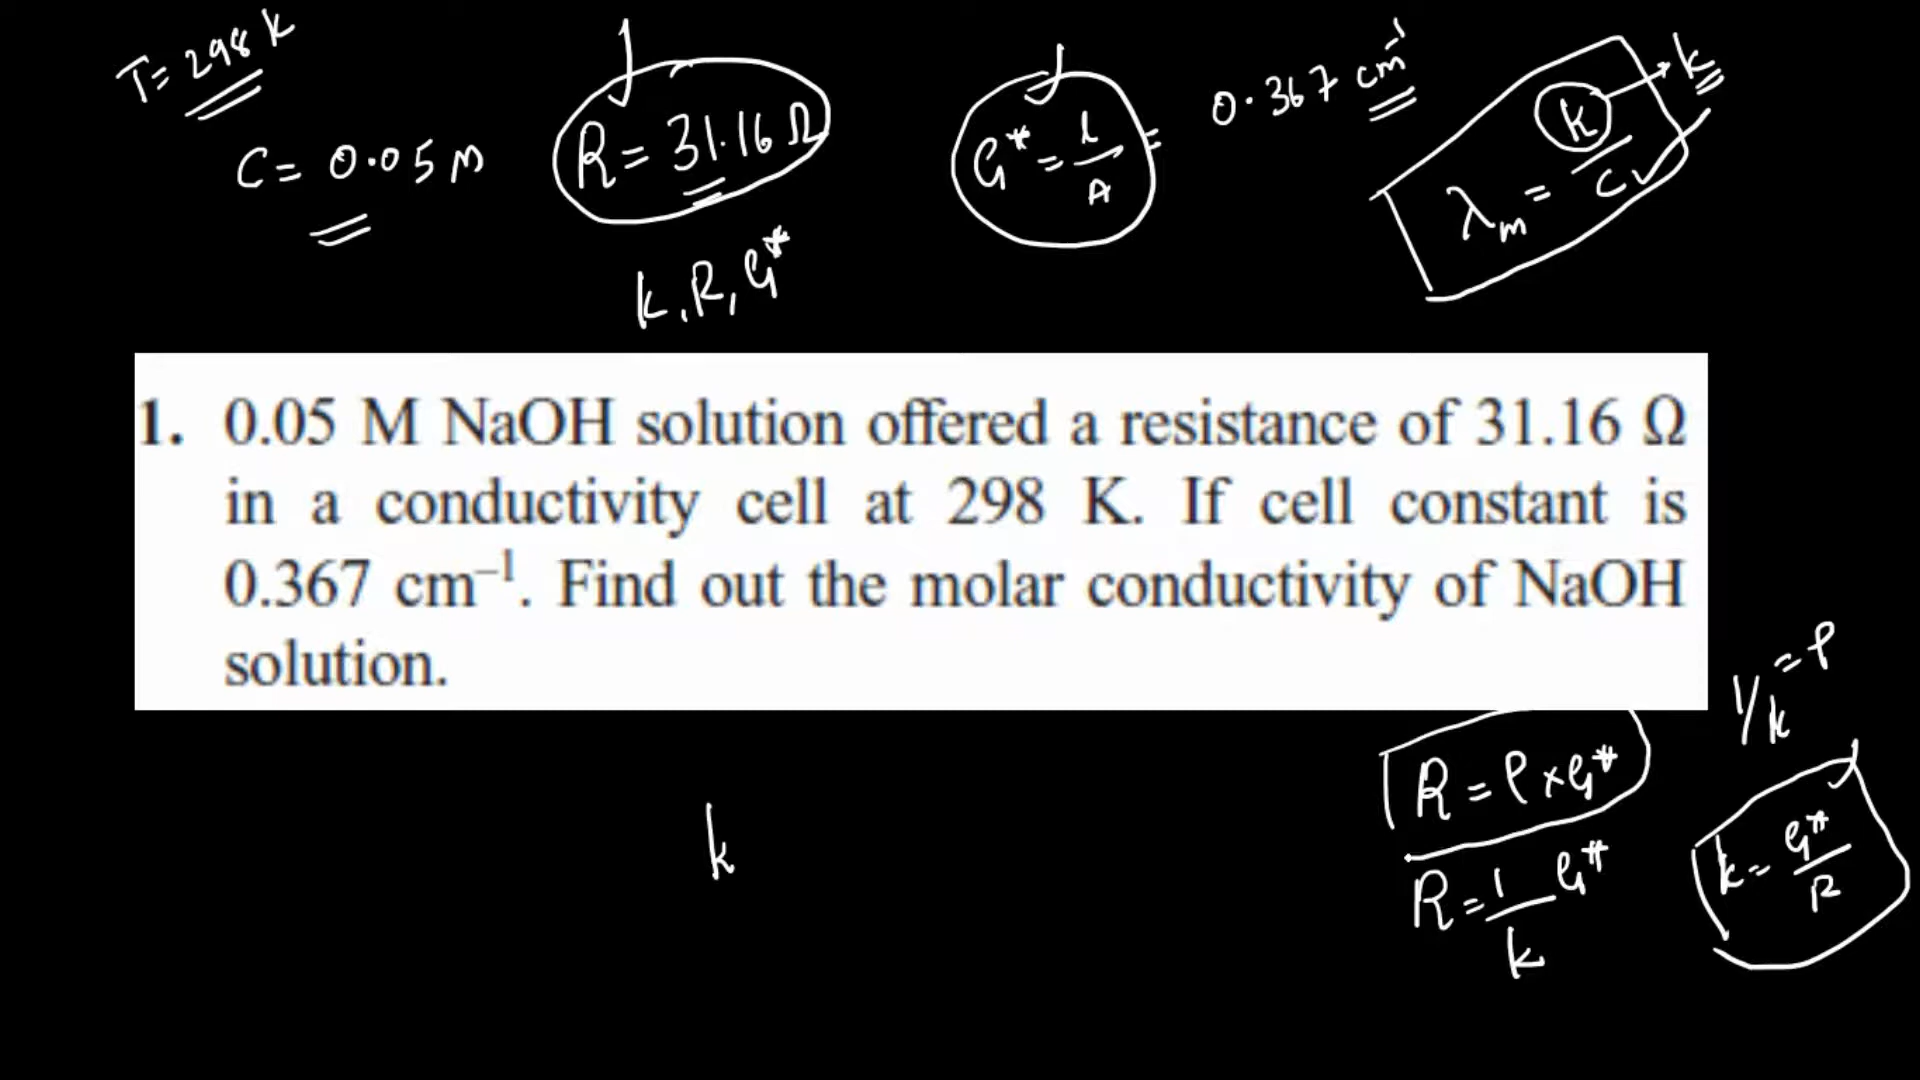 T = 298 K
C = 0.05 M
R = 31.16 Ω
G* = l/A = 0.367 cm⁻¹
λm = k/C → k
k, R, G*
1. 0.05 M NaOH solution offered a resistance of 31.16 Ω
in a conductivity cell at 298 K. If cell constant is
0.367 cm⁻¹. Find out the molar conductivity of NaOH
solution.
1/k = ρ
R = ρ × G*
R = 1/k G*
k = G*/R
k